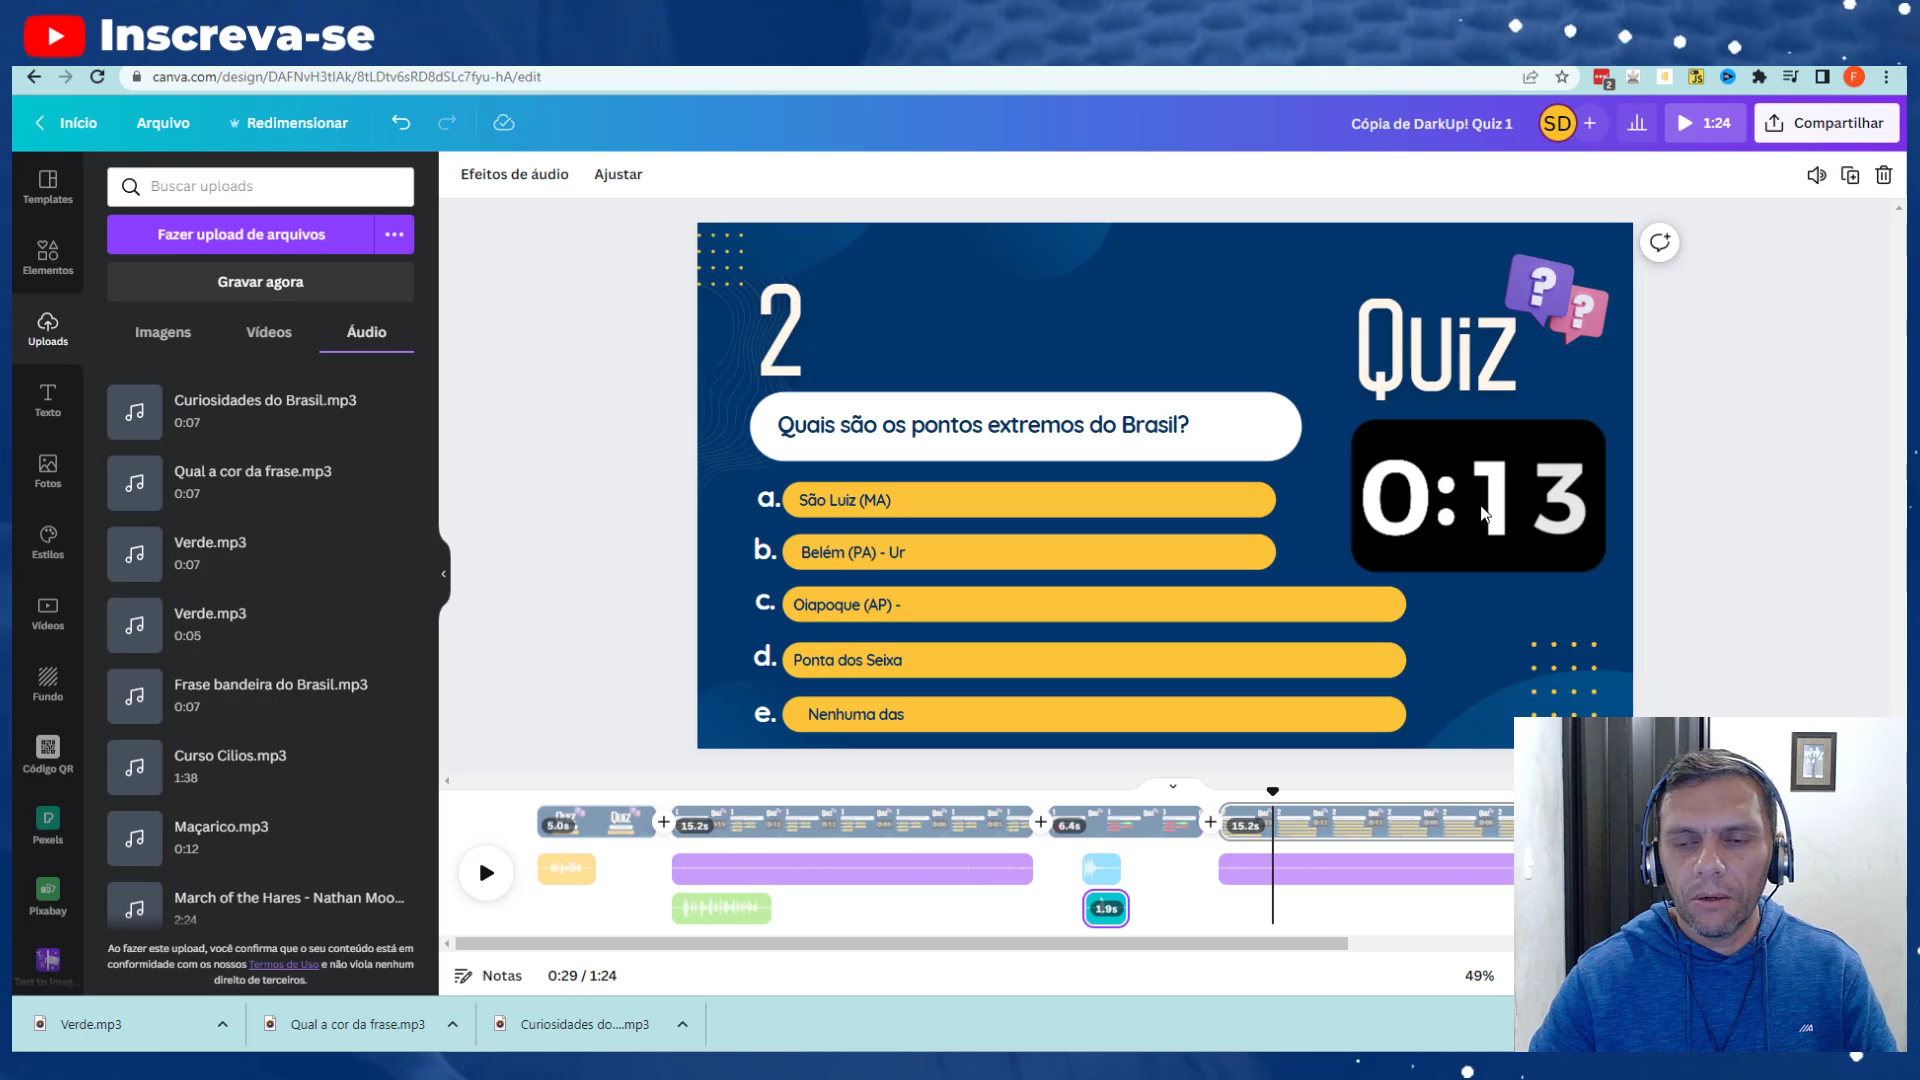 Inscreva-se
canva.com/design/DAFNvH3tIAk/8tLDtv6sRD8dSLc7fyu-hA/edit
2
JS
F
Início
Arquivo
Redimensionar
Cópia de DarkUp! Quiz 1
SD
+
1:24
Compartilhar
Templates
Elementos
Uploads
Texto
Fotos
Estilos
Vídeos
Fundo
Código QR
Pexels
Pixabay
Text to Imag...
Buscar uploads
Fazer upload de arquivos
Gravar agora
Imagens
Vídeos
Áudio
Curiosidades do Brasil.mp3
0:07
Qual a cor da frase.mp3
0:07
Verde.mp3
0:07
Verde.mp3
0:05
Frase bandeira do Brasil.mp3
0:07
Curso Cilios.mp3
1:38
Maçarico.mp3
0:12
March of the Hares - Nathan Moo...
2:24
Ao fazer este upload, você confirma que o seu conteúdo está em
conformidade com os nossos Termos de Uso e não viola nenhum
direito de terceiros.
Efeitos de áudio
Ajustar
2
Quiz
? ?
Quais são os pontos extremos do Brasil?
0:13
a. São Luiz (MA)
b. Belém (PA) - Ur
c. Oiapoque (AP) -
d. Ponta dos Seixa
e. Nenhuma das
5.0s
15.2s
6.4s
15.2s
1.9s
Notas
0:29 / 1:24
49%
Verde.mp3
Qual a cor da frase.mp3
Curiosidades do....mp3